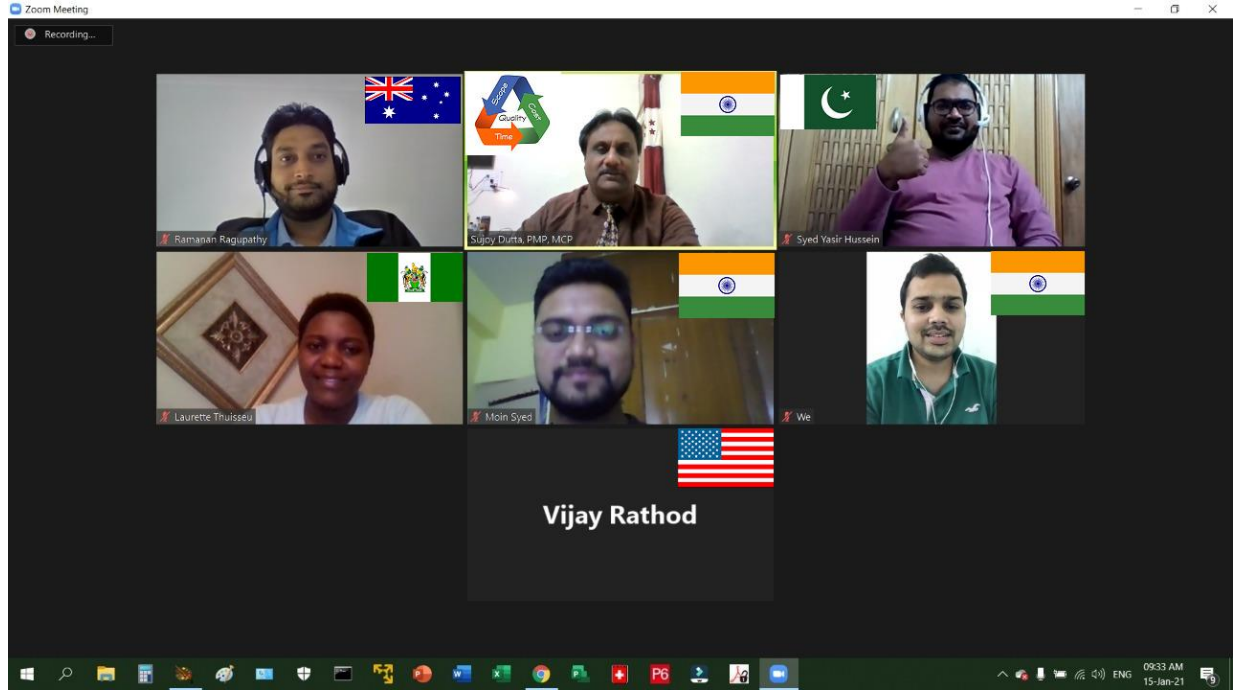 Zoom Meeting
Recording...
Scope
Cost
Quality
Time
Ramanan Ragupathy
Sujoy Dutta, PMP, MCP
Syed Yasir Hussein
Laurette Thuisseu
Moin Syed
We
Vijay Rathod
P6
ENG
09:33 AM
15-Jan-21
9